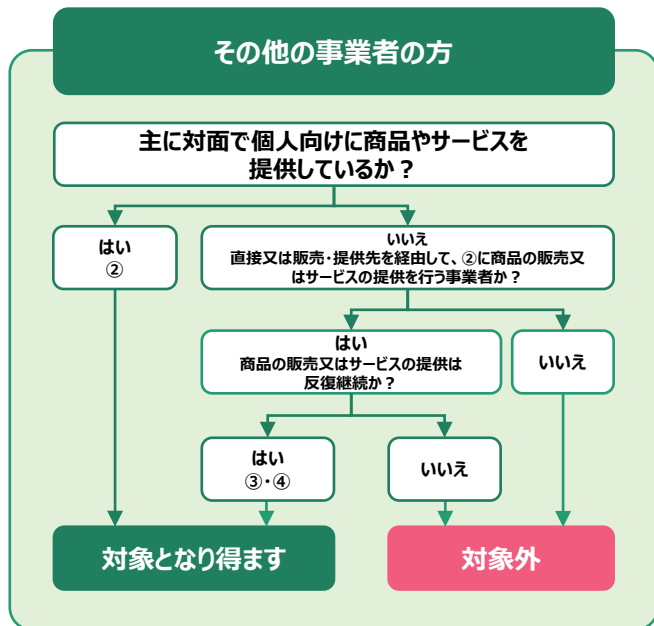 その他の事業者の方
主に対面で個人向けに商品やサービスを
提供しているか？
はい
②
いいえ
直接又は販売・提供先を経由して、②に商品の販売又
はサービスの提供を行う事業者か？
はい
商品の販売又はサービスの提供は
反復継続か？
いいえ
はい
③・④
いいえ
対象となり得ます
対象外